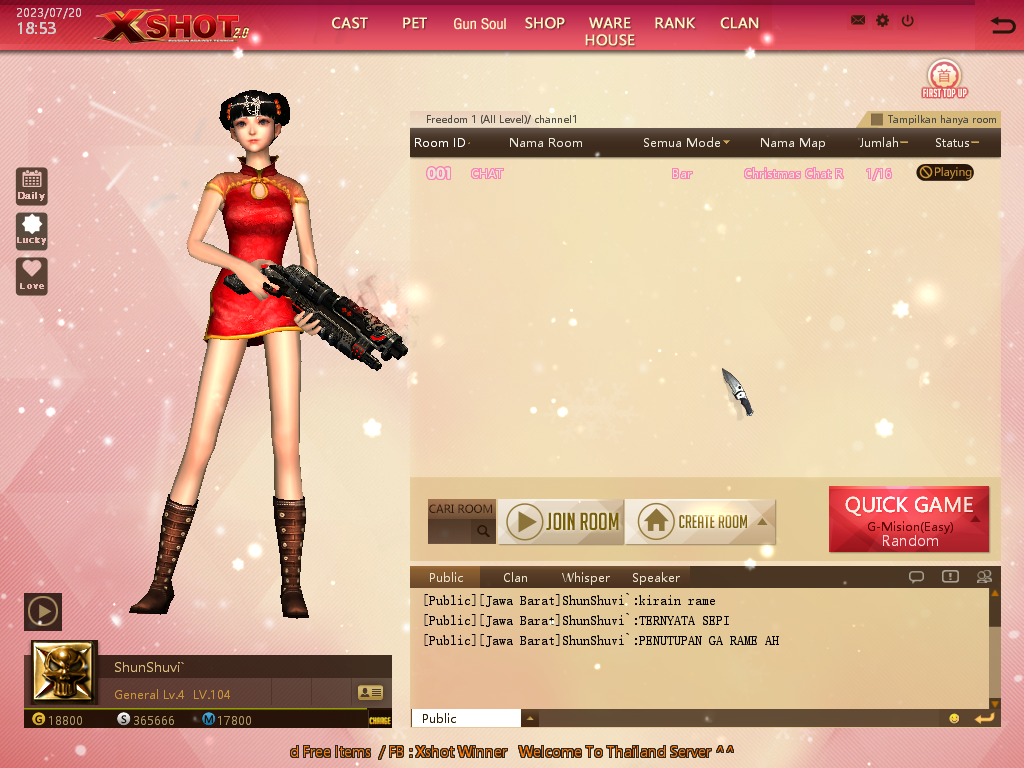 2023/07/20
18:53
XSHOT 2.0
CAST PET Gun Soul SHOP WARE HOUSE RANK CLAN
首
FIRST TOP UP
Freedom 1 (All Level)/ channel1
Tampilkan hanya room
Room ID Nama Room Semua Mode Nama Map Jumlah Status
001 CHAT Bar Christmas Chat R 1/16 Playing
Daily
Lucky
Love
CARI ROOM
JOIN ROOM
CREATE ROOM
QUICK GAME
G-Mision(Easy)
Random
Public Clan Whisper Speaker
[Public][Jawa Barat]ShunShuvi`:kirain rame
[Public][Jawa Barat]ShunShuvi`:TERNYATA SEPI
[Public][Jawa Barat]ShunShuvi`:PENUTUPAN GA RAME AH
ShunShuvi`
General Lv.4 LV.104
G 18800 S 365666 M 17800 CHANGE
Public
d Free Items / FB : Xshot Winner Welcome To Thailand Server ^^